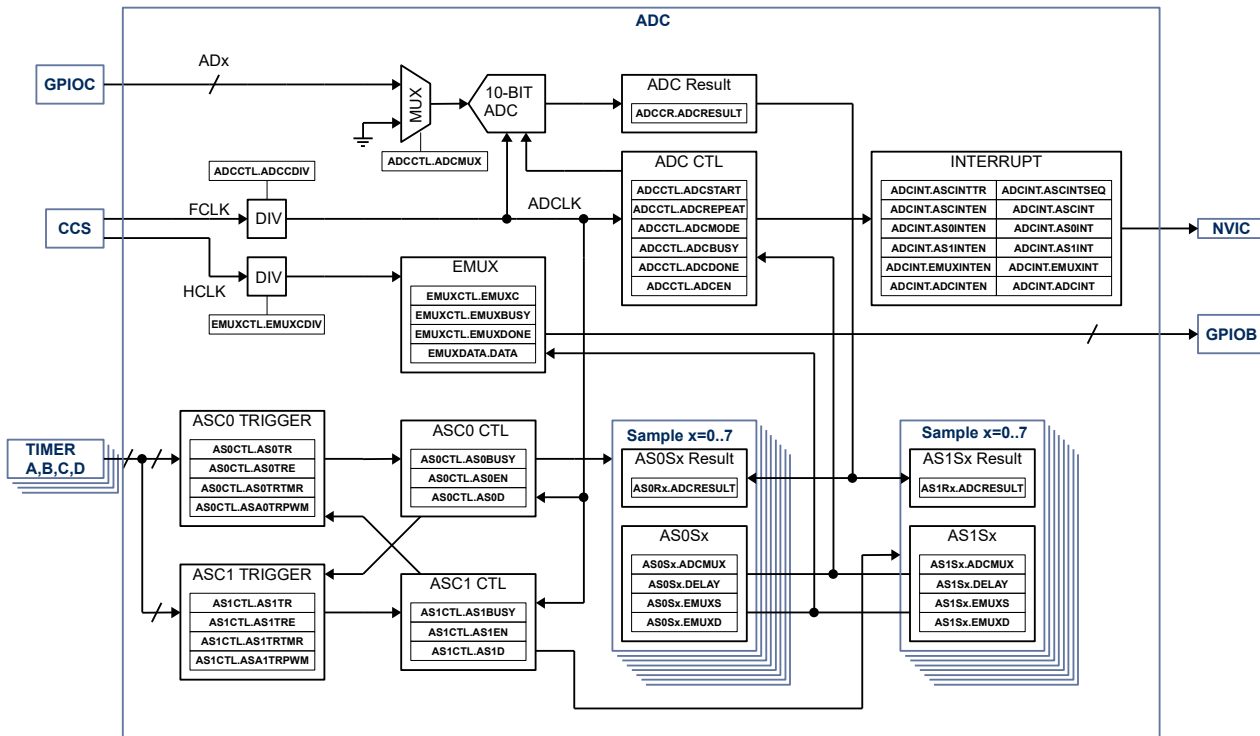 ADC
GPIOC
ADx
MUX
10-BIT
ADC
ADCCTL.ADCMUX
ADC Result
ADCCR.ADCRESULT
ADCCTL.ADCCDIV
CCS
FCLK
DIV
ADCLK
HCLK
DIV
EMUXCTL.EMUXCDIV
ADC CTL
ADCCTL.ADCSTART
ADCCTL.ADCREPEAT
ADCCTL.ADCMODE
ADCCTL.ADCBUSY
ADCCTL.ADCDONE
ADCCTL.ADCEN
INTERRUPT
ADCINT.ASCINTTR ADCINT.ASCINTSEQ
ADCINT.ASCINTEN ADCINT.ASCINT
ADCINT.AS0INTEN ADCINT.AS0INT
ADCINT.AS1INTEN ADCINT.AS1INT
ADCINT.EMUXINTEN ADCINT.EMUXINT
ADCINT.ADCINTEN ADCINT.ADCINT
NVIC
EMUX
EMUXCTL.EMUXC
EMUXCTL.EMUXBUSY
EMUXCTL.EMUXDONE
EMUXDATA.DATA
GPIOB
TIMER
A,B,C,D
ASC0 TRIGGER
AS0CTL.AS0TR
AS0CTL.AS0TRE
AS0CTL.AS0TRTMR
AS0CTL.ASA0TRPWM
ASC0 CTL
AS0CTL.AS0BUSY
AS0CTL.AS0EN
AS0CTL.AS0D
ASC1 TRIGGER
AS1CTL.AS1TR
AS1CTL.AS1TRE
AS1CTL.AS1TRTMR
AS1CTL.ASA1TRPWM
ASC1 CTL
AS1CTL.AS1BUSY
AS1CTL.AS1EN
AS1CTL.AS1D
Sample x=0..7
AS0Sx Result
AS0Rx.ADCRESULT
AS0Sx
AS0Sx.ADCMUX
AS0Sx.DELAY
AS0Sx.EMUXS
AS0Sx.EMUXD
Sample x=0..7
AS1Sx Result
AS1Rx.ADCRESULT
AS1Sx
AS1Sx.ADCMUX
AS1Sx.DELAY
AS1Sx.EMUXS
AS1Sx.EMUXD